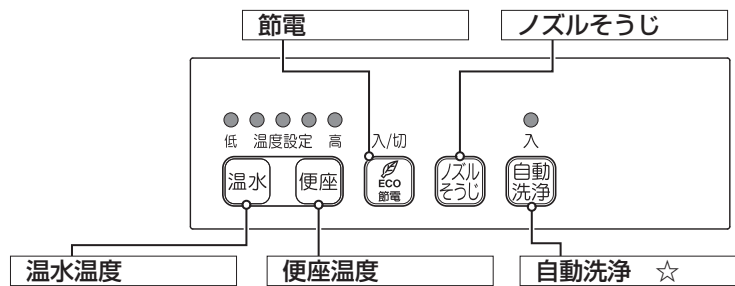 節電
ノズルそうじ
低 温度設定 高
入/切
入
温水
便座
ECO
節電
ノズル
そうじ
自動
洗浄
温水温度
便座温度
自動洗浄 ☆